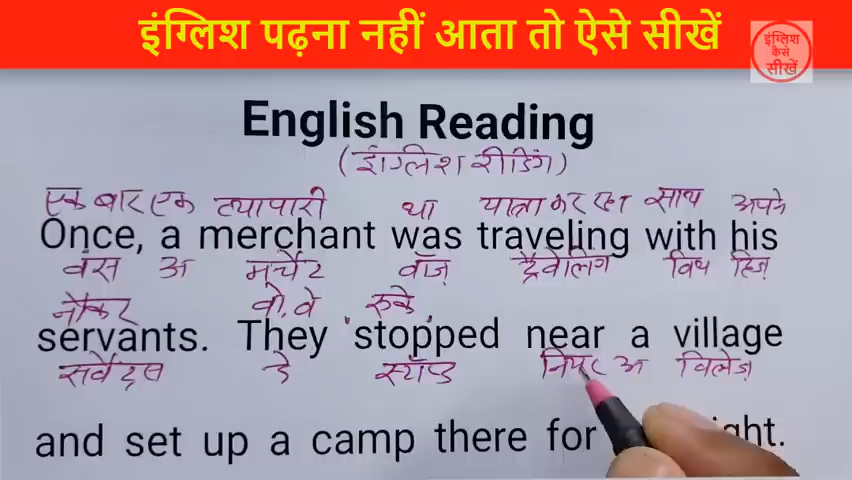 इंग्लिश पढ़ना नहीं आता तो ऐसे सीखें
इंग्लिश
कैसे
सीखें
English Reading
(इंग्लिश रीडिंग)
एक बार एक व्यापारी था यात्रा कर रहा साथ अपने
Once, a merchant was traveling with his
वंस अ मर्चेंट वॉज़ ट्रैवेलिंग विथ हिज़
नौकर वो, वे रुके
servants. They stopped near a village
सर्वेंट्स दे स्टॉप्ड नियर अ विलेज
and set up a camp there for